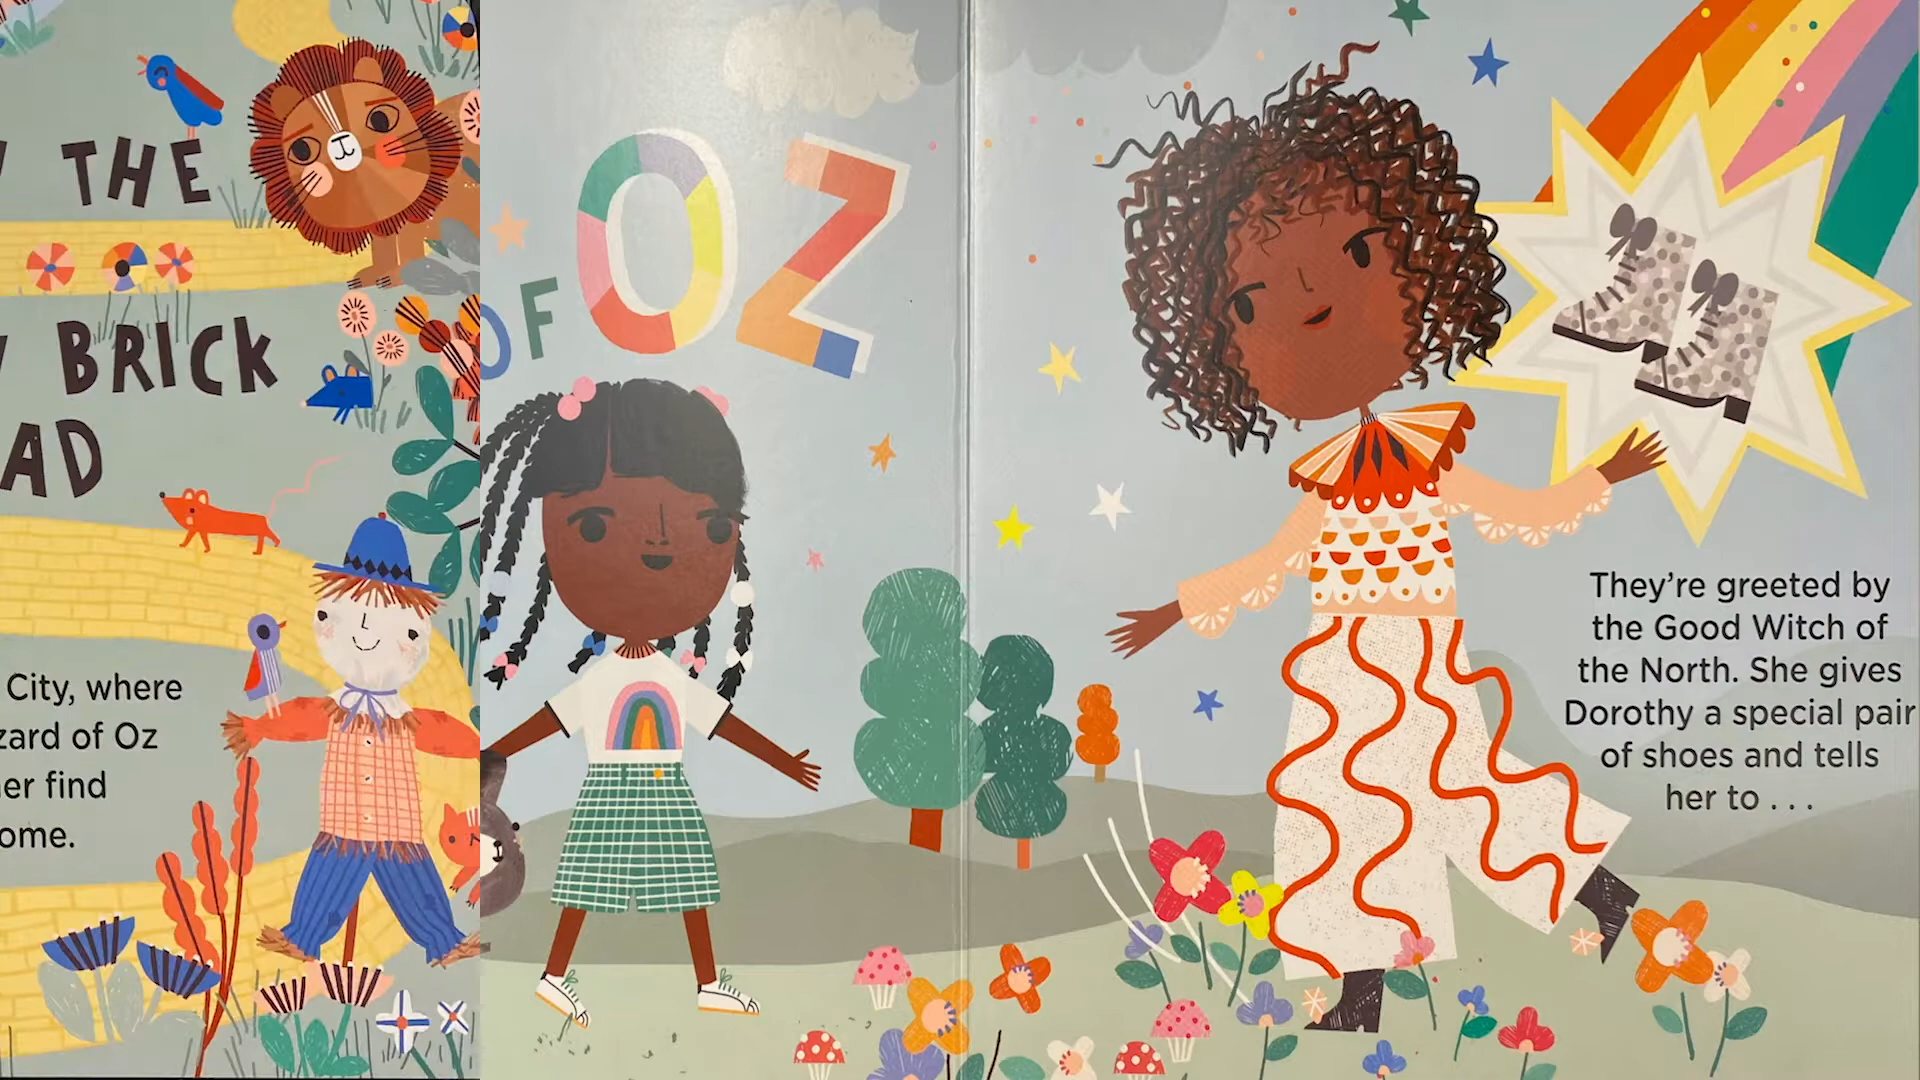 THE
BRICK
AD
City, where
zard of Oz
her find
ome.
OF OZ
They're greeted by
the Good Witch of
the North. She gives
Dorothy a special pair
of shoes and tells
her to . . .